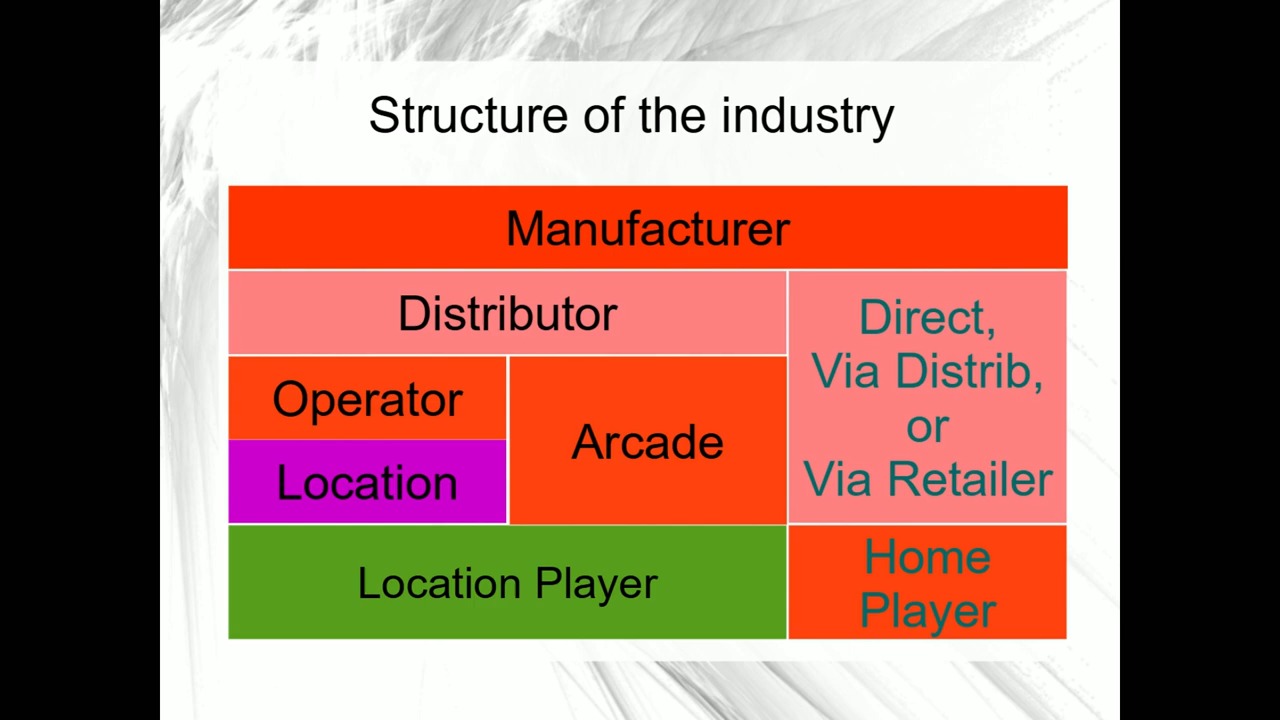 Structure of the industry
Manufacturer
Distributor
Direct,
Via Distrib,
or
Via Retailer
Operator
Arcade
Location
Location Player
Home
Player